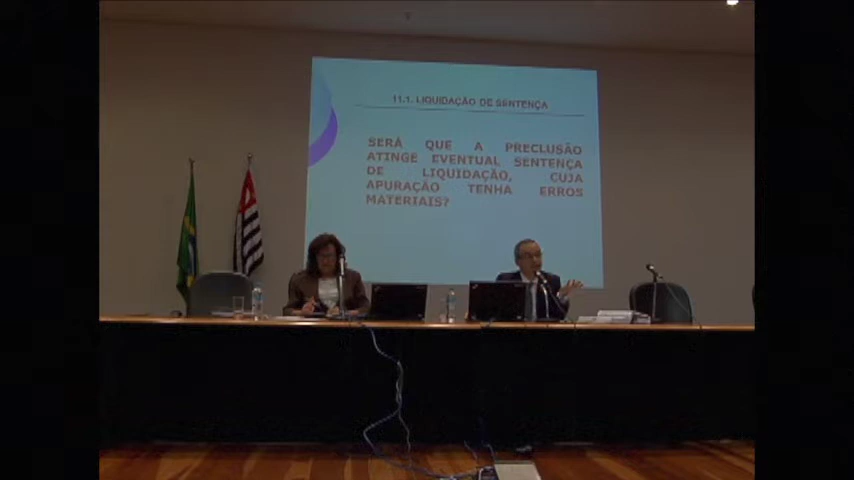 11.1. LIQUIDAÇÃO DE SENTENÇA
SERÁ QUE A PRECLUSÃO
ATINGE EVENTUAL SENTENÇA
DE LIQUIDAÇÃO, CUJA
APURAÇÃO TENHA ERROS
MATERIAIS?